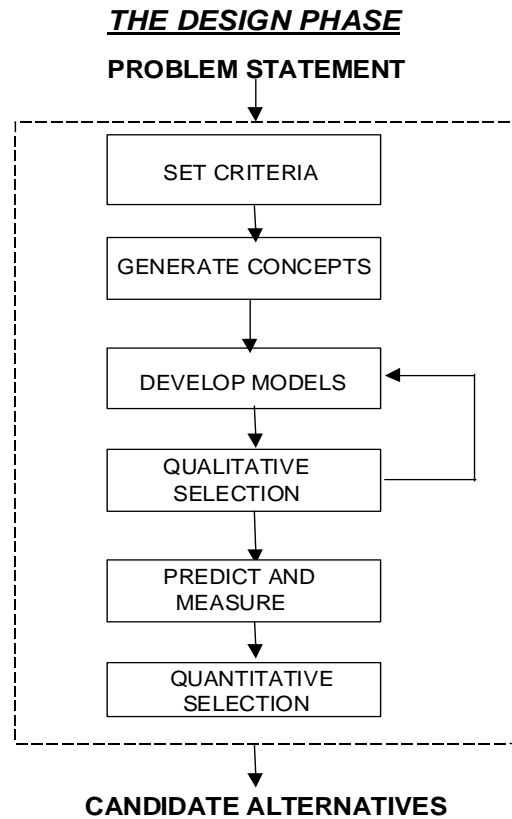 THE DESIGN PHASE
PROBLEM STATEMENT
SET CRITERIA
GENERATE CONCEPTS
DEVELOP MODELS
QUALITATIVE
SELECTION
PREDICT AND
MEASURE
QUANTITATIVE
SELECTION
CANDIDATE ALTERNATIVES